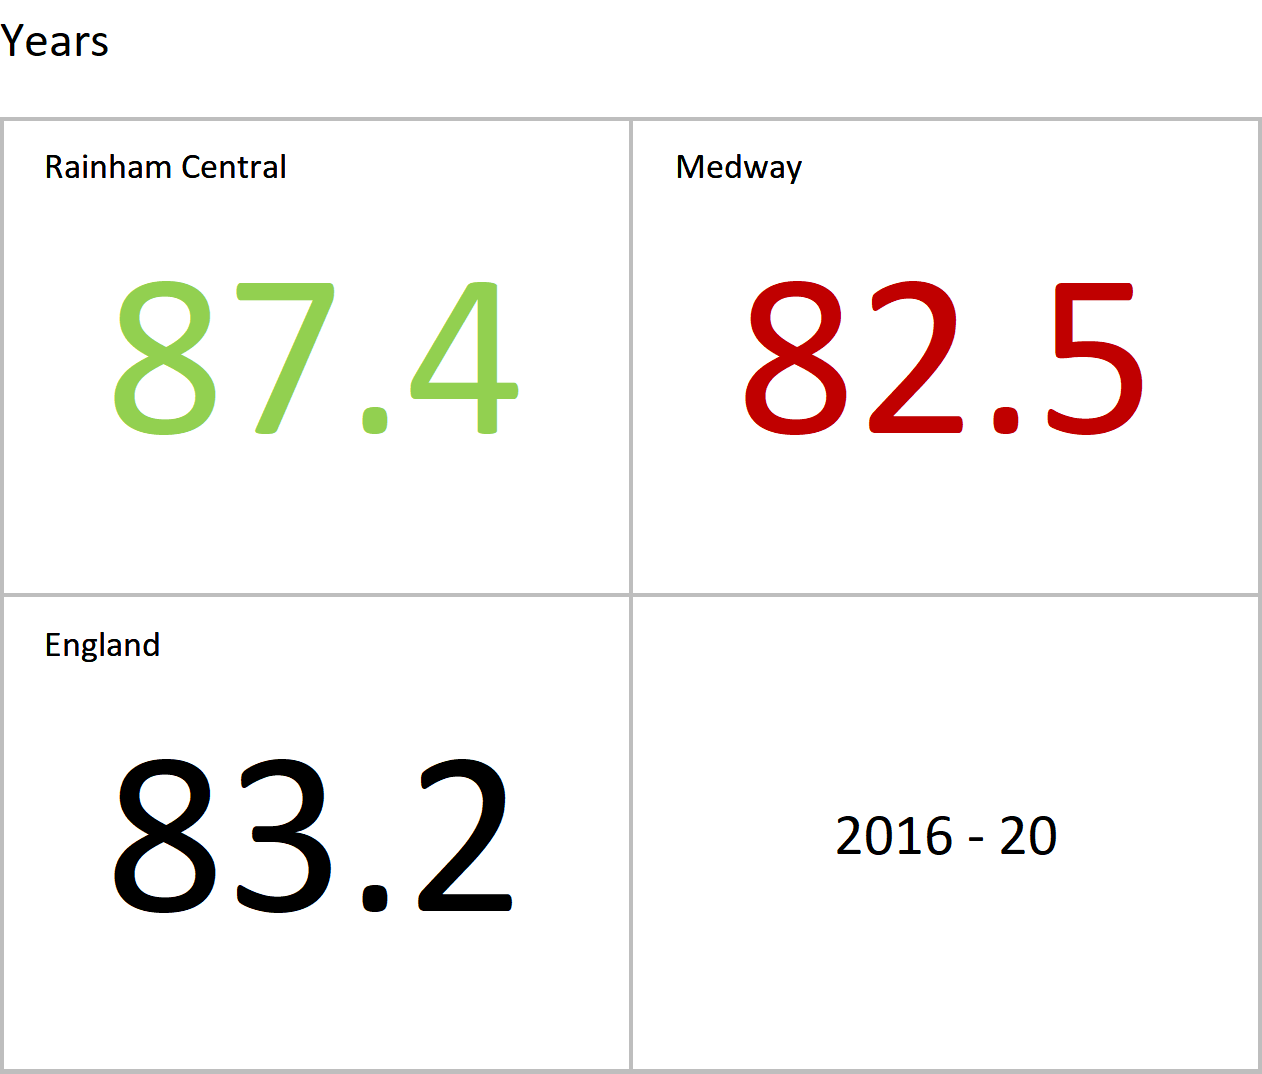 Years
Rainham Central
87.4
Medway
82.5
England
83.2
2016 - 20